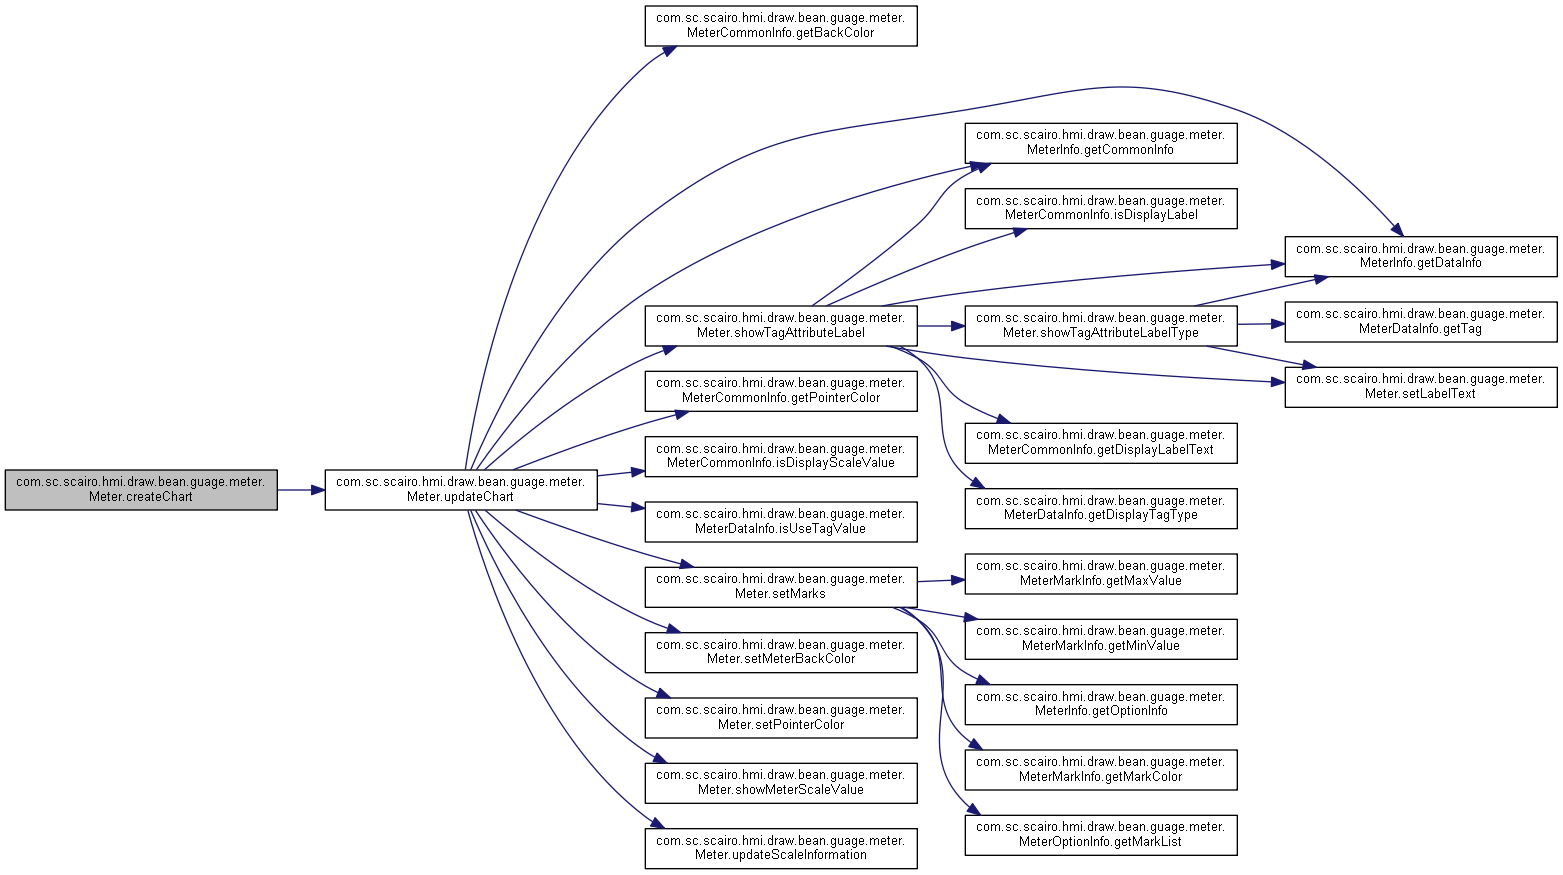 com.sc.scairo.hmi.draw.bean.guage.meter.
Meter.createChart
com.sc.scairo.hmi.draw.bean.guage.meter.
Meter.updateChart
com.sc.scairo.hmi.draw.bean.guage.meter.
MeterCommonInfo.getBackColor
com.sc.scairo.hmi.draw.bean.guage.meter.
Meter.showTagAttributeLabel
com.sc.scairo.hmi.draw.bean.guage.meter.
MeterCommonInfo.getPointerColor
com.sc.scairo.hmi.draw.bean.guage.meter.
MeterCommonInfo.isDisplayScaleValue
com.sc.scairo.hmi.draw.bean.guage.meter.
MeterDataInfo.isUseTagValue
com.sc.scairo.hmi.draw.bean.guage.meter.
Meter.setMarks
com.sc.scairo.hmi.draw.bean.guage.meter.
Meter.setMeterBackColor
com.sc.scairo.hmi.draw.bean.guage.meter.
Meter.setPointerColor
com.sc.scairo.hmi.draw.bean.guage.meter.
Meter.showMeterScaleValue
com.sc.scairo.hmi.draw.bean.guage.meter.
Meter.updateScaleInformation
com.sc.scairo.hmi.draw.bean.guage.meter.
MeterInfo.getCommonInfo
com.sc.scairo.hmi.draw.bean.guage.meter.
MeterCommonInfo.isDisplayLabel
com.sc.scairo.hmi.draw.bean.guage.meter.
Meter.showTagAttributeLabelType
com.sc.scairo.hmi.draw.bean.guage.meter.
MeterCommonInfo.getDisplayLabelText
com.sc.scairo.hmi.draw.bean.guage.meter.
MeterDataInfo.getDisplayTagType
com.sc.scairo.hmi.draw.bean.guage.meter.
MeterMarkInfo.getMaxValue
com.sc.scairo.hmi.draw.bean.guage.meter.
MeterMarkInfo.getMinValue
com.sc.scairo.hmi.draw.bean.guage.meter.
MeterInfo.getOptionInfo
com.sc.scairo.hmi.draw.bean.guage.meter.
MeterMarkInfo.getMarkColor
com.sc.scairo.hmi.draw.bean.guage.meter.
MeterOptionInfo.getMarkList
com.sc.scairo.hmi.draw.bean.guage.meter.
MeterInfo.getDataInfo
com.sc.scairo.hmi.draw.bean.guage.meter.
MeterDataInfo.getTag
com.sc.scairo.hmi.draw.bean.guage.meter.
Meter.setLabelText